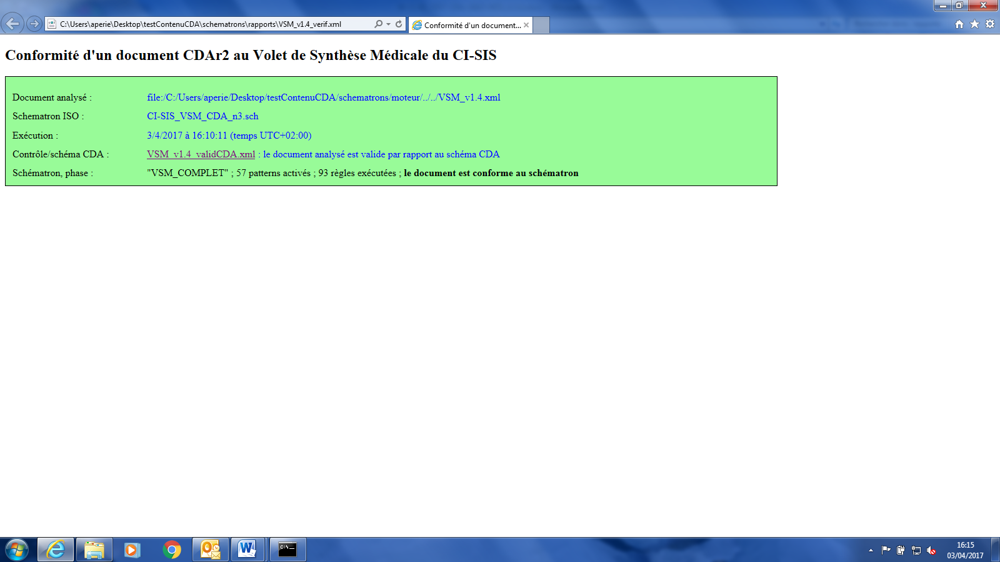 C:\Users\aperie\Desktop\testContenuCDA\schematrons\rapports\VSM_v1.4_verif.xml
Conformité d'un document...
Conformité d'un document CDAr2 au Volet de Synthèse Médicale du CI-SIS
Document analysé : file:/C:/Users/aperie/Desktop/testContenuCDA/schematrons/moteur/../../VSM_v1.4.xml
Schematron ISO : CI-SIS_VSM_CDA_n3.sch
Exécution : 3/4/2017 à 16:10:11 (temps UTC+02:00)
Contrôle/schéma CDA : VSM_v1.4_validCDA.xml : le document analysé est valide par rapport au schéma CDA
Schématron, phase : "VSM_COMPLET" ; 57 patterns activés ; 93 règles exécutées ; le document est conforme au schématron
16:15
03/04/2017